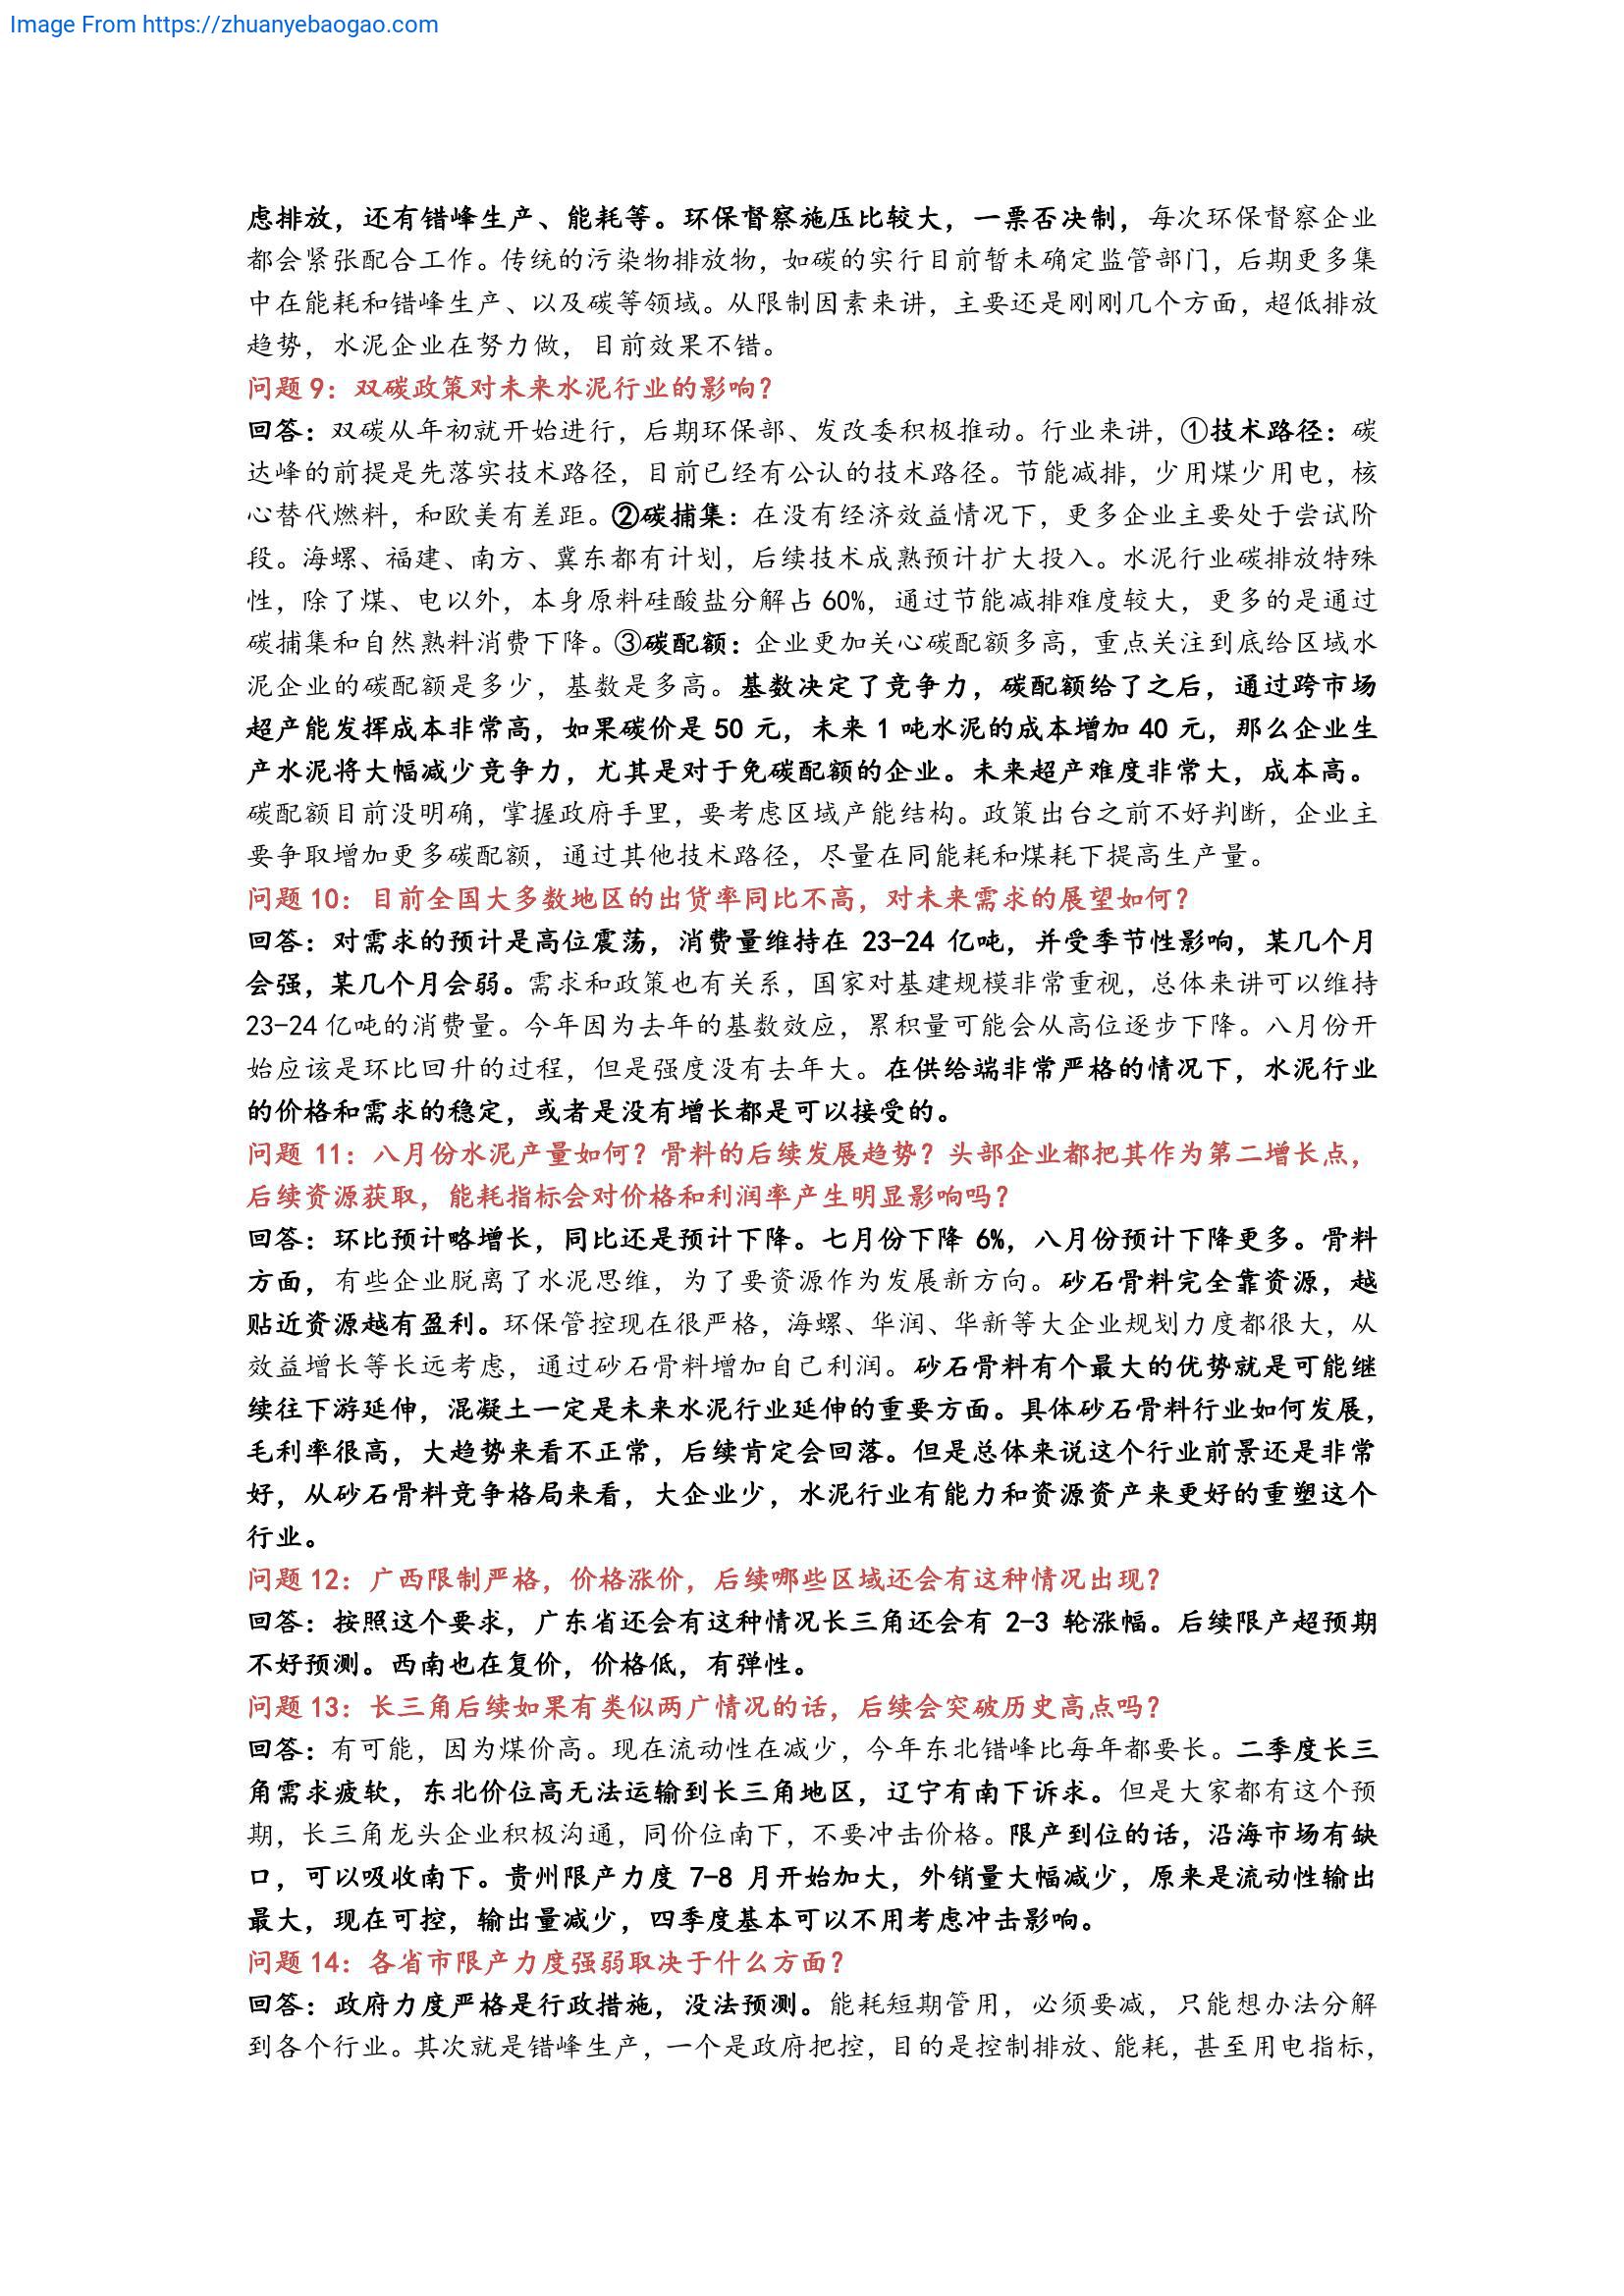 Image From https://zhuanyebaogao.com
虑排放，还有错峰生产、能耗等。环保督察施压比较大，一票否决制，每次环保督察企业
都会紧张配合工作。传统的污染物排放物，如碳的实行目前暂未确定监管部门，后期更多集
中在能耗和错峰生产、以及碳等领域。从限制因素来讲，主要还是刚刚几个方面，超低排放
趋势，水泥企业在努力做，目前效果不错。
问题 9：双碳政策对未来水泥行业的影响？
回答：双碳从年初就开始进行，后期环保部、发改委积极推动。行业来讲，①技术路径：碳
达峰的前提是先落实技术路径，目前已经有公认的技术路径。节能减排，少用煤少用电，核
心替代燃料，和欧美有差距。②碳捕集：在没有经济效益情况下，更多企业主要处于尝试阶
段。海螺、福建、南方、冀东都有计划，后续技术成熟预计扩大投入。水泥行业碳排放特殊
性，除了煤、电以外，本身原料硅酸盐分解占 60%，通过节能减排难度较大，更多的是通过
碳捕集和自然熟料消费下降。③碳配额：企业更加关心碳配额多高，重点关注到底给区域水
泥企业的碳配额是多少，基数是多高。基数决定了竞争力，碳配额给了之后，通过跨市场
超产能发挥成本非常高，如果碳价是 50 元，未来 1 吨水泥的成本增加 40 元，那么企业生
产水泥将大幅减少竞争力，尤其是对于免碳配额的企业。未来超产难度非常大，成本高。
碳配额目前没明确，掌握政府手里，要考虑区域产能结构。政策出台之前不好判断，企业主
要争取增加更多碳配额，通过其他技术路径，尽量在同能耗和煤耗下提高生产量。
问题 10：目前全国大多数地区的出货率同比不高，对未来需求的展望如何？
回答：对需求的预计是高位震荡，消费量维持在 23-24 亿吨，并受季节性影响，某几个月
会强，某几个月会弱。需求和政策也有关系，国家对基建规模非常重视，总体来讲可以维持
23-24 亿吨的消费量。今年因为去年的基数效应，累积量可能会从高位逐步下降。八月份开
始应该是环比回升的过程，但是强度没有去年大。在供给端非常严格的情况下，水泥行业
的价格和需求的稳定，或者是没有增长都是可以接受的。
问题 11：八月份水泥产量如何？骨料的后续发展趋势？头部企业都把其作为第二增长点，
后续资源获取，能耗指标会对价格和利润率产生明显影响吗？
回答：环比预计略增长，同比还是预计下降。七月份下降 6%，八月份预计下降更多。骨料
方面，有些企业脱离了水泥思维，为了要资源作为发展新方向。砂石骨料完全靠资源，越
贴近资源越有盈利。环保管控现在很严格，海螺、华润、华新等大企业规划力度都很大，从
效益增长等长远考虑，通过砂石骨料增加自己利润。砂石骨料有个最大的优势就是可能继
续往下游延伸，混凝土一定是未来水泥行业延伸的重要方面。具体砂石骨料行业如何发展，
毛利率很高，大趋势来看不正常，后续肯定会回落。但是总体来说这个行业前景还是非常
好，从砂石骨料竞争格局来看，大企业少，水泥行业有能力和资源资产来更好的重塑这个
行业。
问题 12：广西限制严格，价格涨价，后续哪些区域还会有这种情况出现？
回答：按照这个要求，广东省还会有这种情况长三角还会有 2-3 轮涨幅。后续限产超预期
不好预测。西南也在复价，价格低，有弹性。
问题 13：长三角后续如果有类似两广情况的话，后续会突破历史高点吗？
回答：有可能，因为煤价高。现在流动性在减少，今年东北错峰比每年都要长。二季度长三
角需求疲软，东北价位高无法运输到长三角地区，辽宁有南下诉求。但是大家都有这个预
期，长三角龙头企业积极沟通，同价位南下，不要冲击价格。限产到位的话，沿海市场有缺
口，可以吸收南下。贵州限产力度 7-8 月开始加大，外销量大幅减少，原来是流动性输出
最大，现在可控，输出量减少，四季度基本可以不用考虑冲击影响。
问题 14：各省市限产力度强弱取决于什么方面？
回答：政府力度严格是行政措施，没法预测。能耗短期管用，必须要减，只能想办法分解
到各个行业。其次就是错峰生产，一个是政府把控，目的是控制排放、能耗，甚至用电指标，